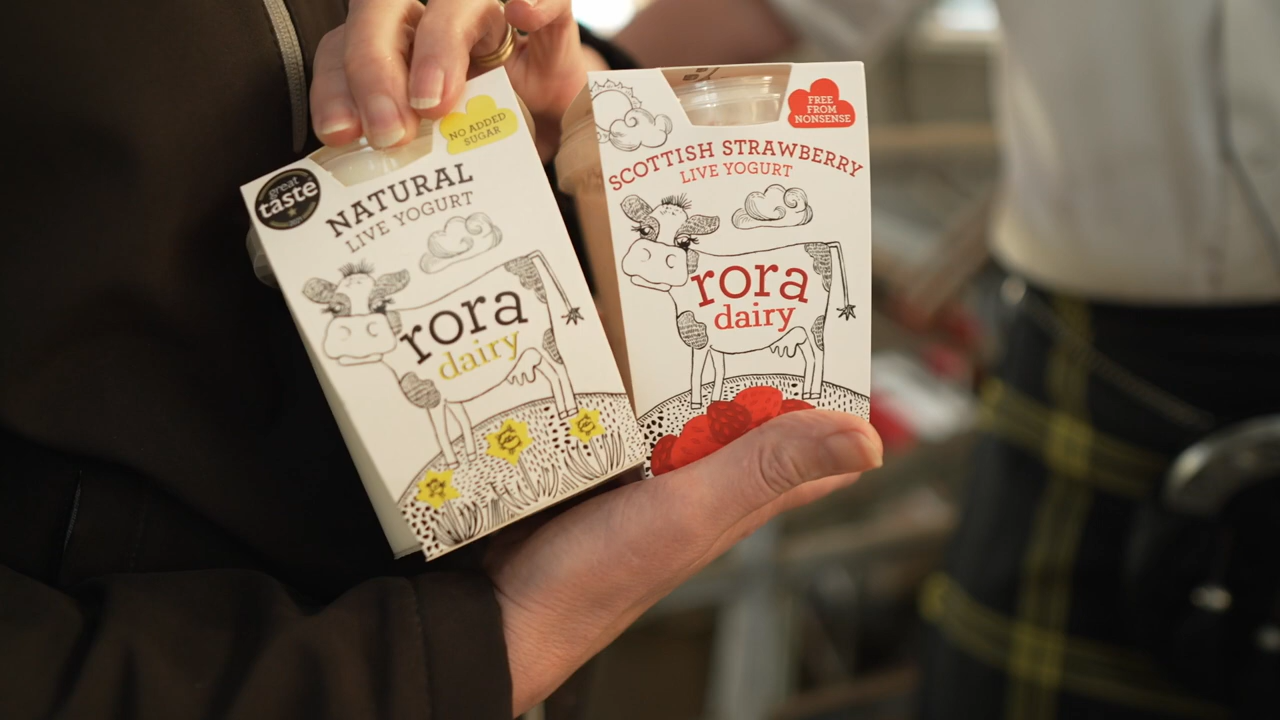 great
taste
NO ADDED
SUGAR
NATURAL
LIVE YOGURT
rora
dairy
FREE
FROM
NONSENSE
SCOTTISH STRAWBERRY
LIVE YOGURT
rora
dairy